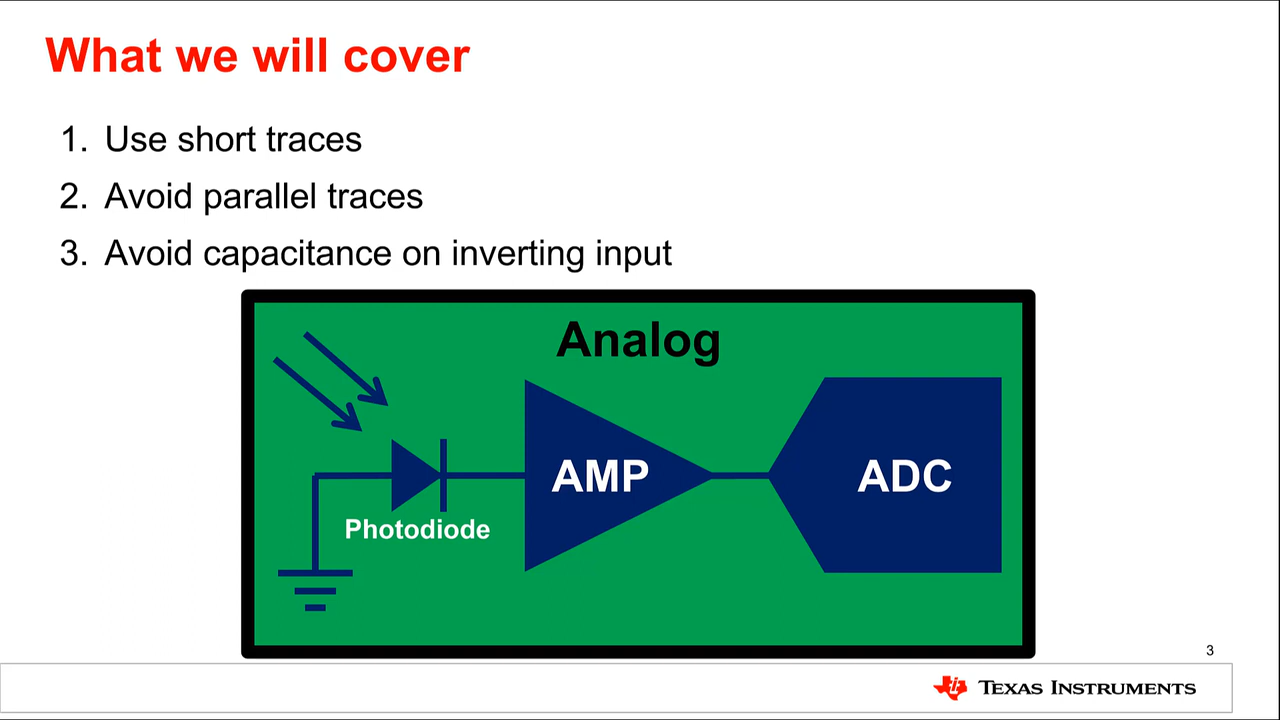 What we will cover
1. Use short traces
2. Avoid parallel traces
3. Avoid capacitance on inverting input
Analog
AMP
ADC
Photodiode
3
TEXAS INSTRUMENTS